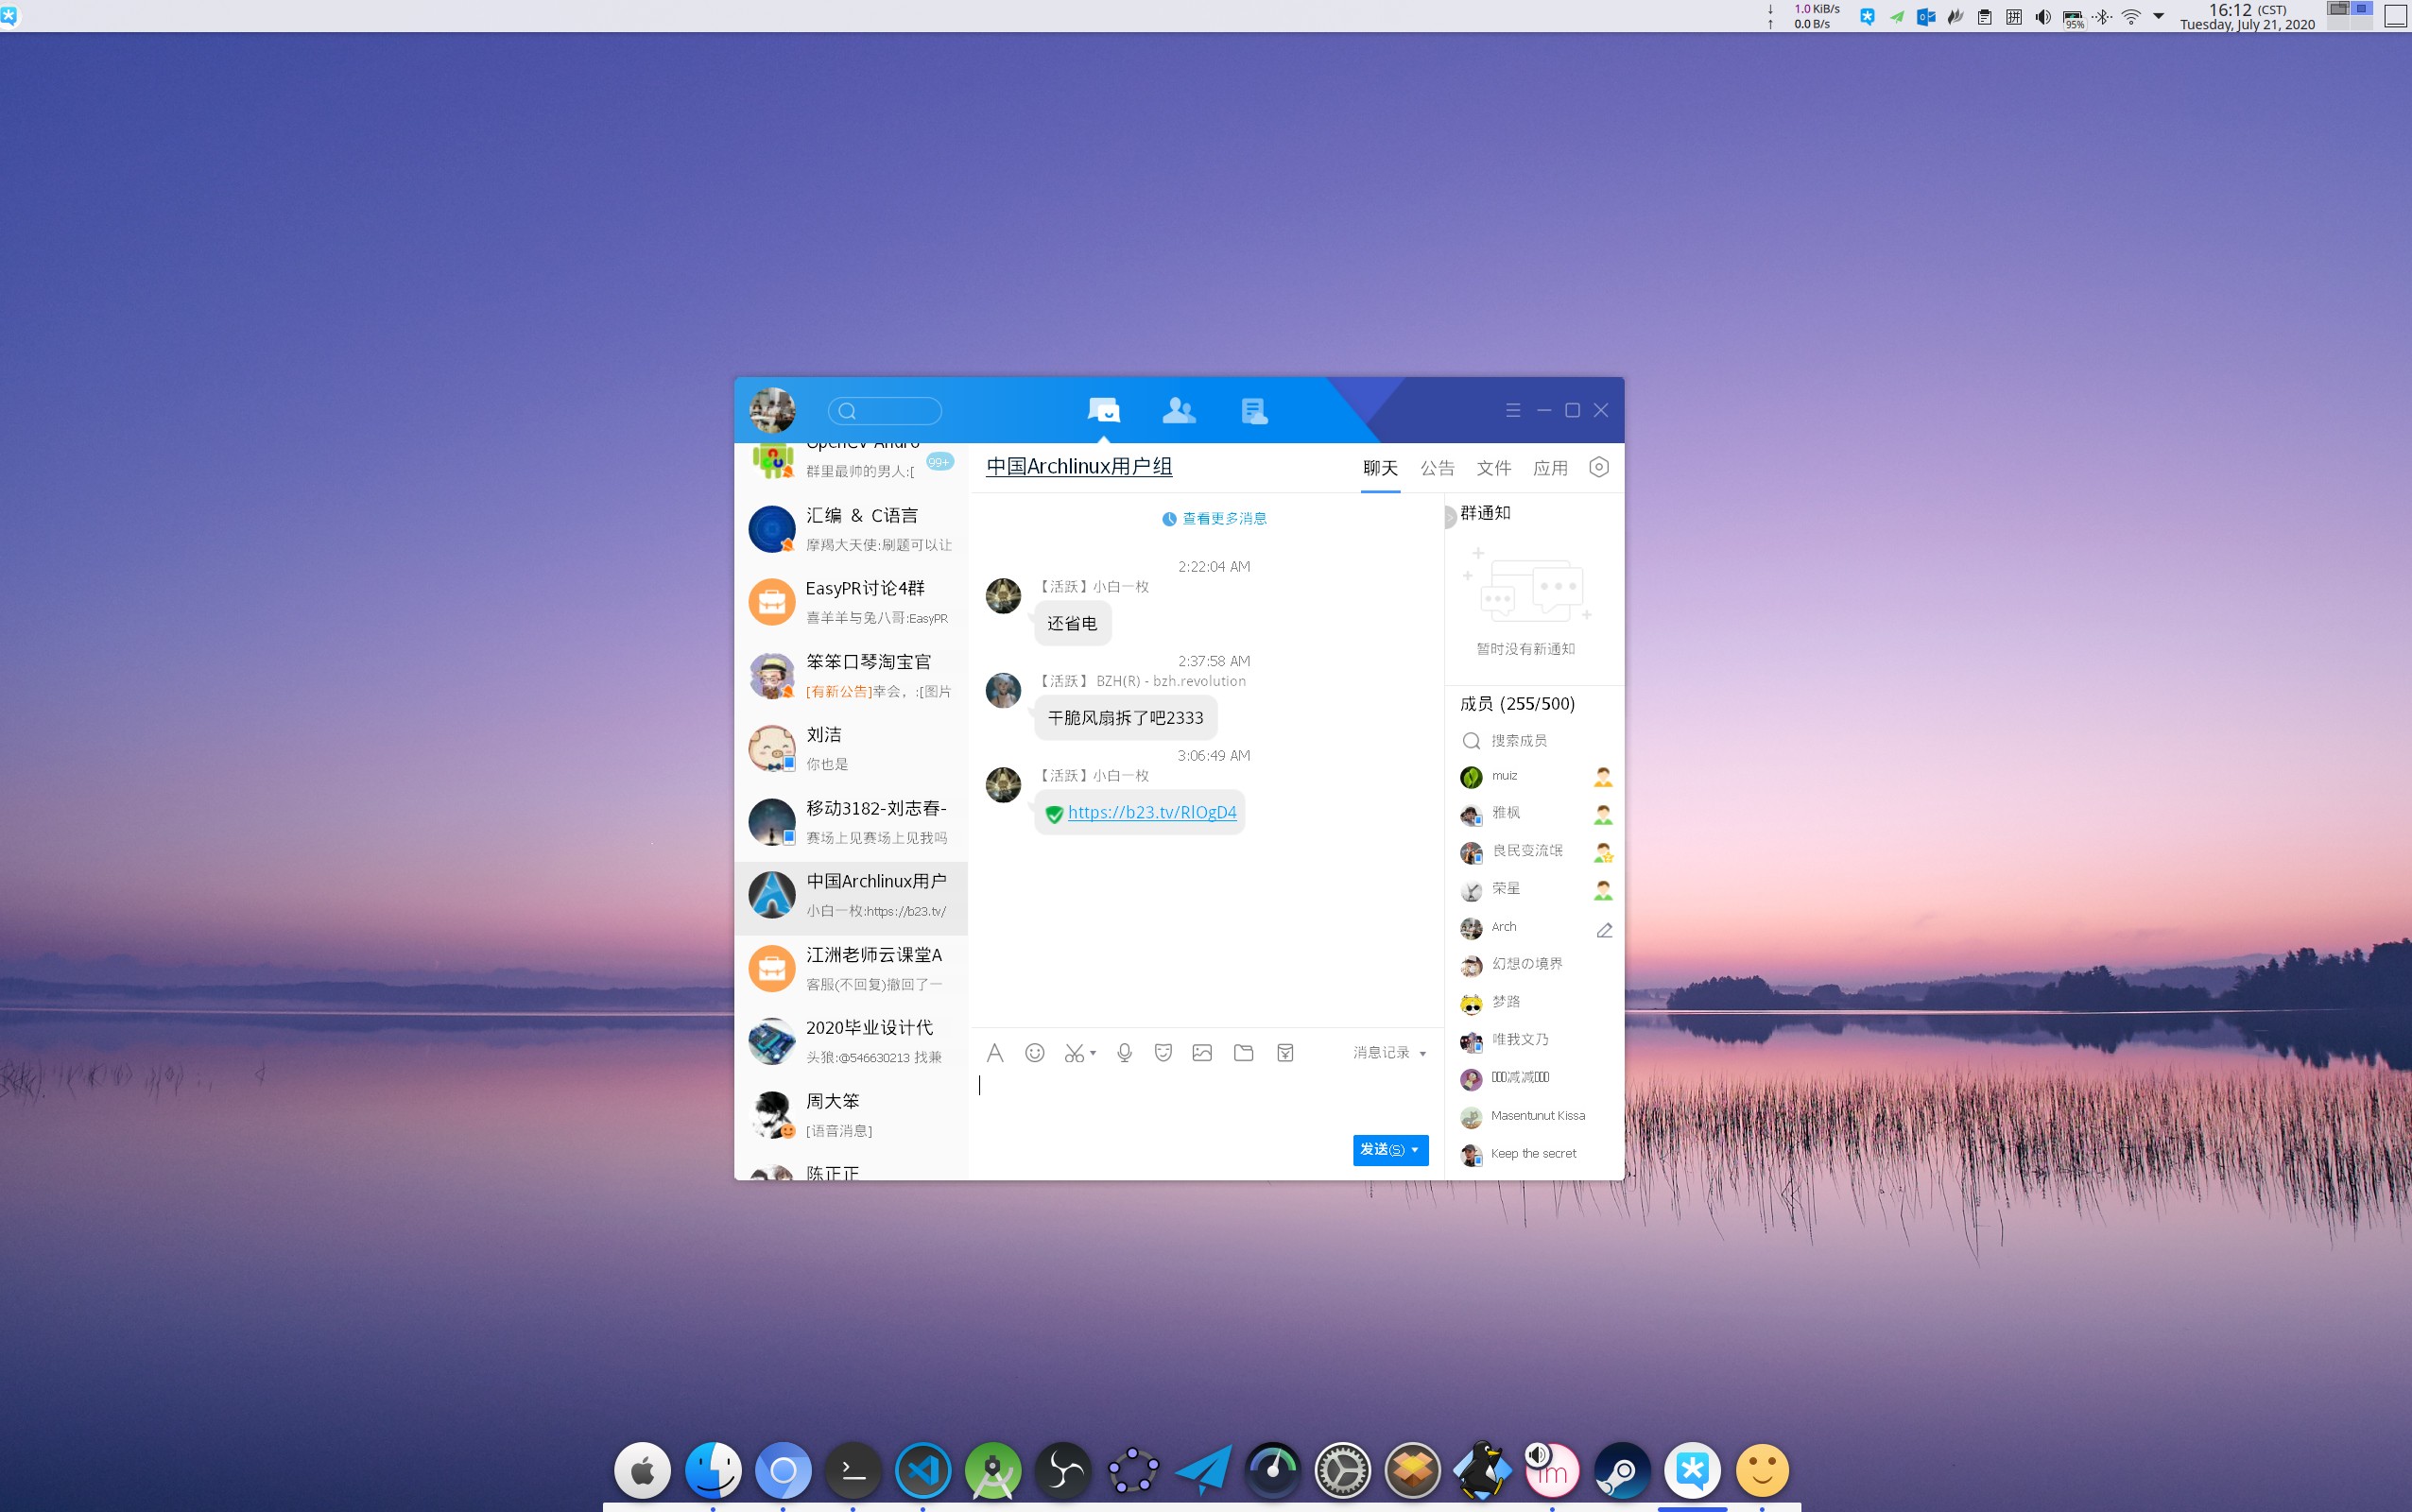 1.0 KiB/s
0.0 B/s
95%
16:12 (CST)
Tuesday, July 21, 2020
OpenCV Andro
群里最帅的男人:[
99+
汇编 & C语言
摩羯大天使:刷题可以让
EasyPR讨论4群
喜羊羊与兔八哥:EasyPR
笨笨口琴淘宝官
[有新公告]幸会，:[图片
刘洁
你也是
移动3182-刘志春-
赛场上见赛场上见我吗
中国Archlinux用户
小白一枚:https://b23.tv/
江洲老师云课堂A
客服(不回复)撤回了一
2020毕业设计代
头狼:@546630213 找兼
周大笨
[语音消息]
陈正正
中国Archlinux用户组
聊天 公告 文件 应用
查看更多消息
2:22:04 AM
【活跃】小白一枚
还省电
2:37:58 AM
【活跃】BZH(R) - bzh.revolution
干脆风扇拆了吧2333
3:06:49 AM
【活跃】小白一枚
https://b23.tv/RlOgD4
消息记录
发送(S)
群通知
暂时没有新通知
成员 (255/500)
搜索成员
muiz
雅枫
良民变流氓
荣星
Arch
幻想の境界
梦路
唯我文乃
减减
Masentunut Kissa
Keep the secret